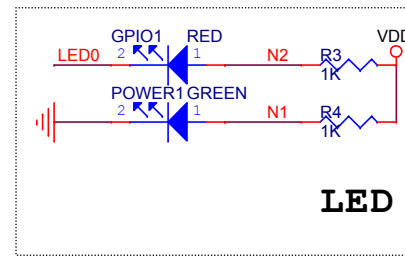 GPIO1 RED VDD
LED0 2 1 N2 R3
1K
POWER1 GREEN
2 1 N1 R4
1K
LED